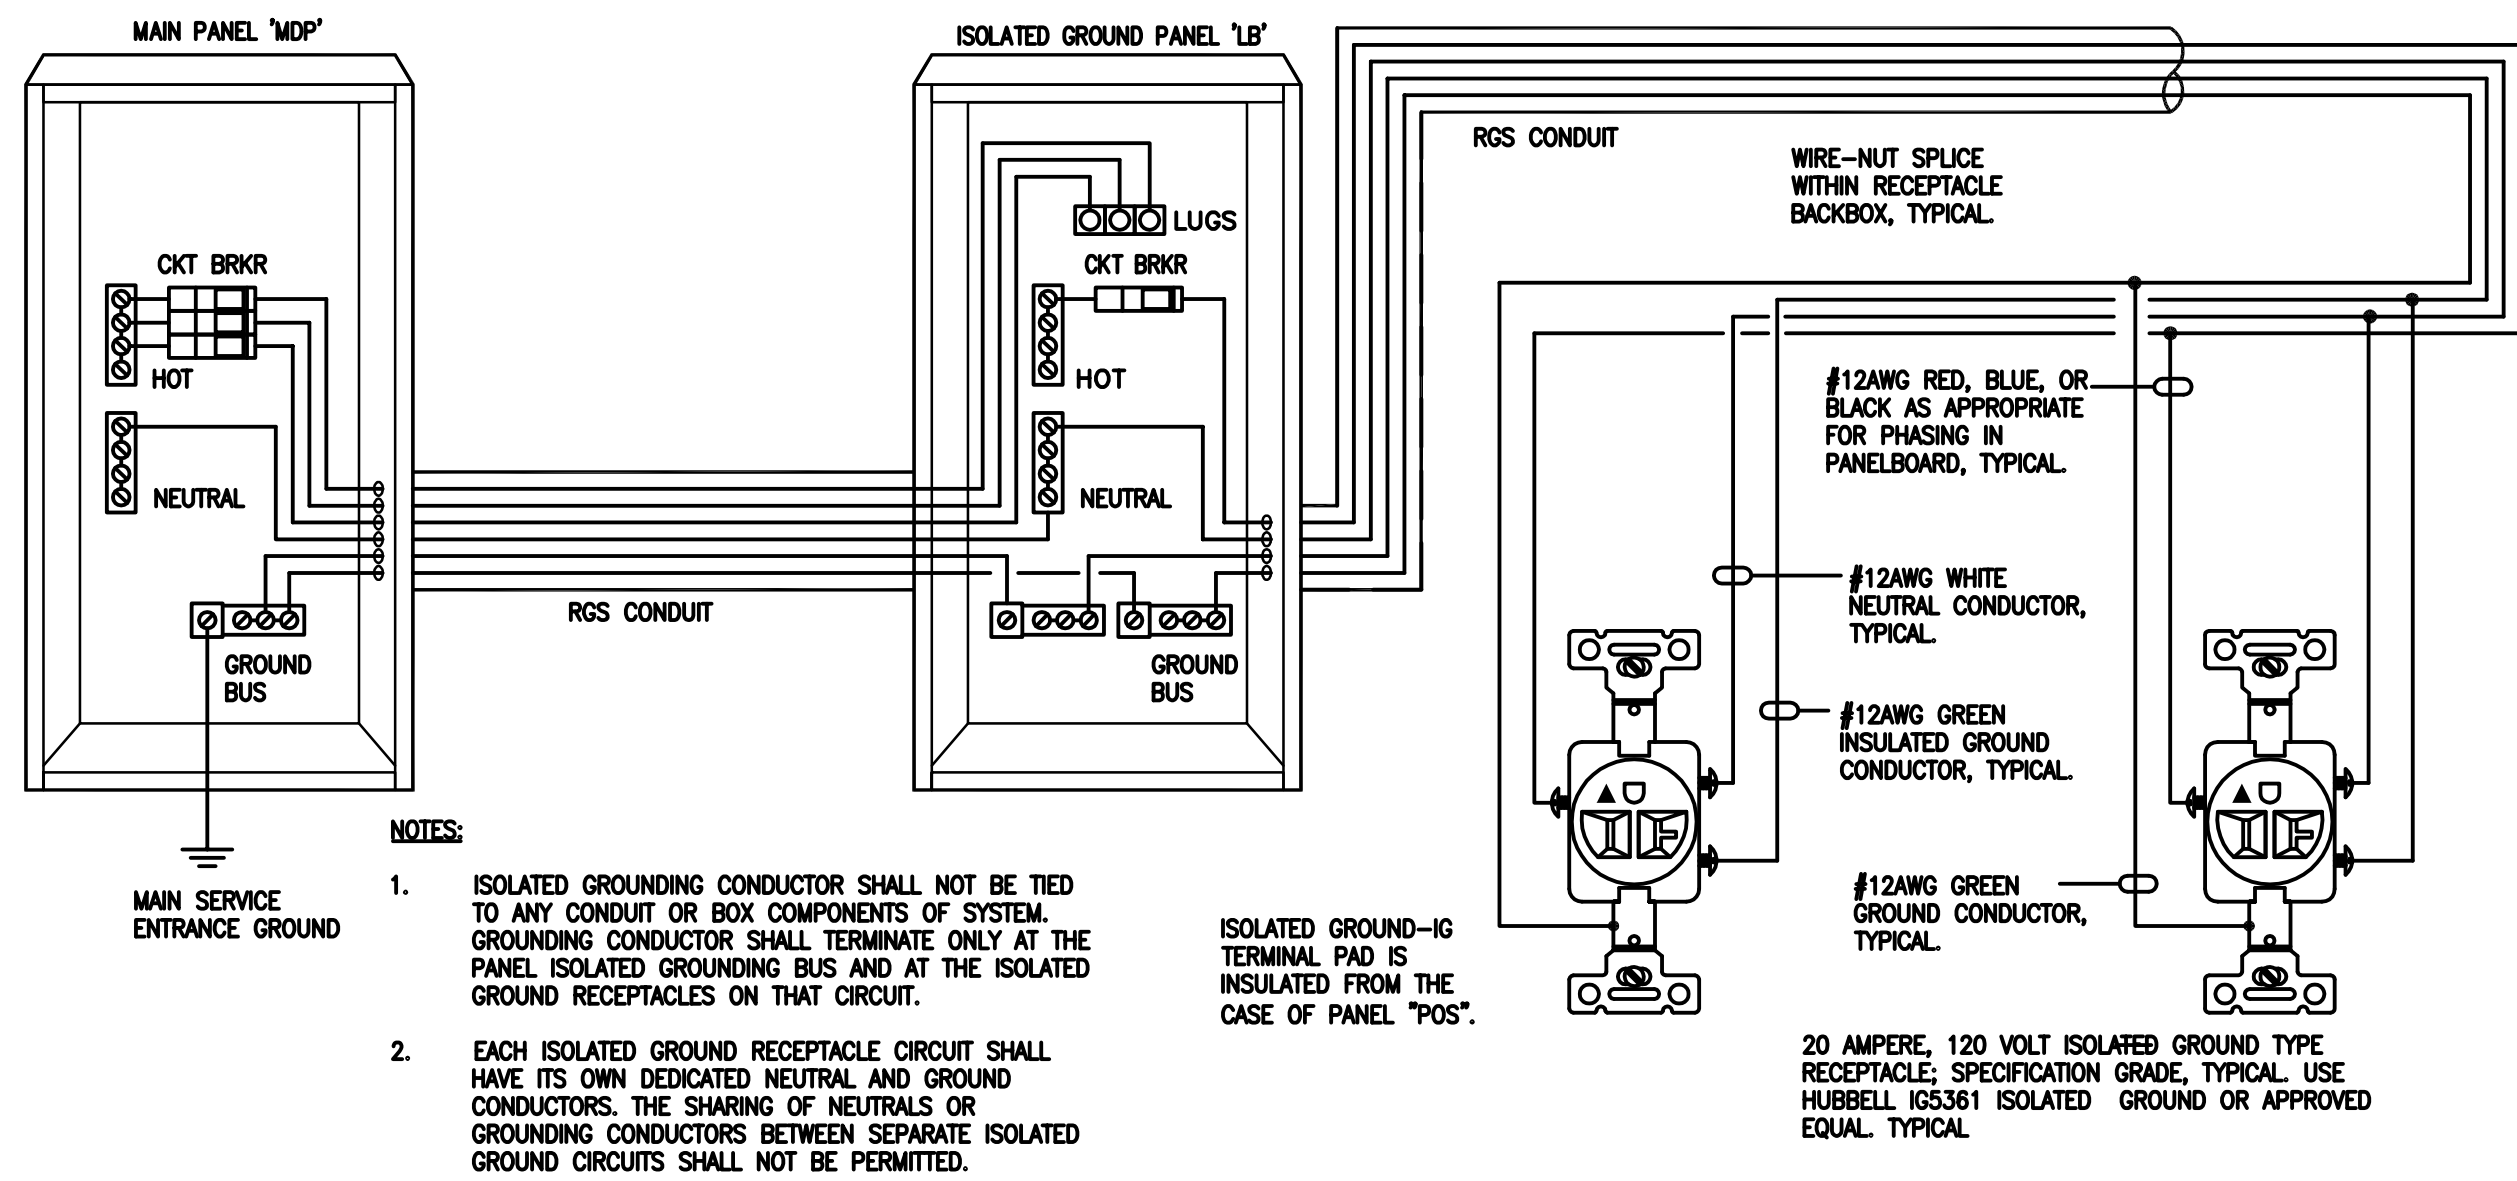 MAIN PANEL 'MDP'
CKT BRKR
HOT
NEUTRAL
GROUND
BUS
MAIN SERVICE
ENTRANCE GROUND
RGS CONDUIT
ISOLATED GROUND PANEL 'LB'
LUGS
CKT BRKR
HOT
NEUTRAL
GROUND
BUS
RGS CONDUIT
WIRE-NUT SPLICE
WITHIN RECEPTACLE
BACKBOX, TYPICAL.
#12AWG RED, BLUE, OR
BLACK AS APPROPRIATE
FOR PHASING IN
PANELBOARD, TYPICAL.
#12AWG WHITE
NEUTRAL CONDUCTOR,
TYPICAL.
#12AWG GREEN
INSULATED GROUND
CONDUCTOR, TYPICAL.
#12AWG GREEN
GROUND CONDUCTOR,
TYPICAL.
NOTES:
1. ISOLATED GROUNDING CONDUCTOR SHALL NOT BE TIED
TO ANY CONDUIT OR BOX COMPONENTS OF SYSTEM.
GROUNDING CONDUCTOR SHALL TERMINATE ONLY AT THE
PANEL ISOLATED GROUNDING BUS AND AT THE ISOLATED
GROUND RECEPTACLES ON THAT CIRCUIT.
2. EACH ISOLATED GROUND RECEPTACLE CIRCUIT SHALL
HAVE ITS OWN DEDICATED NEUTRAL AND GROUND
CONDUCTORS. THE SHARING OF NEUTRALS OR
GROUNDING CONDUCTORS BETWEEN SEPARATE ISOLATED
GROUND CIRCUITS SHALL NOT BE PERMITTED.
ISOLATED GROUND-IG
TERMINAL PAD IS
INSULATED FROM THE
CASE OF PANEL "POS".
20 AMPERE, 120 VOLT ISOLATED GROUND TYPE
RECEPTACLE; SPECIFICATION GRADE, TYPICAL. USE
HUBBELL IG5361 ISOLATED GROUND OR APPROVED
EQUAL. TYPICAL